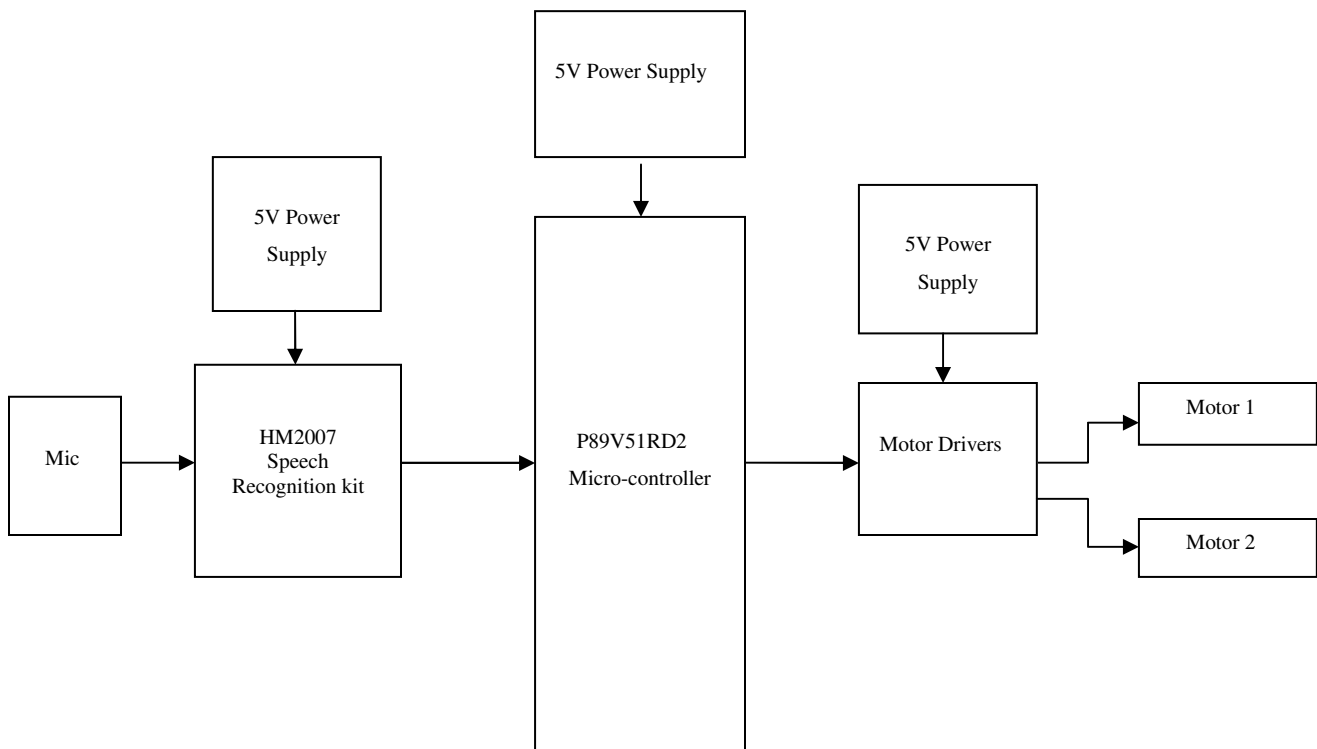 5V Power Supply
5V Power
Supply
5V Power
Supply
Mic
HM2007
Speech
Recognition kit
P89V51RD2
Micro-controller
Motor Drivers
Motor 1
Motor 2